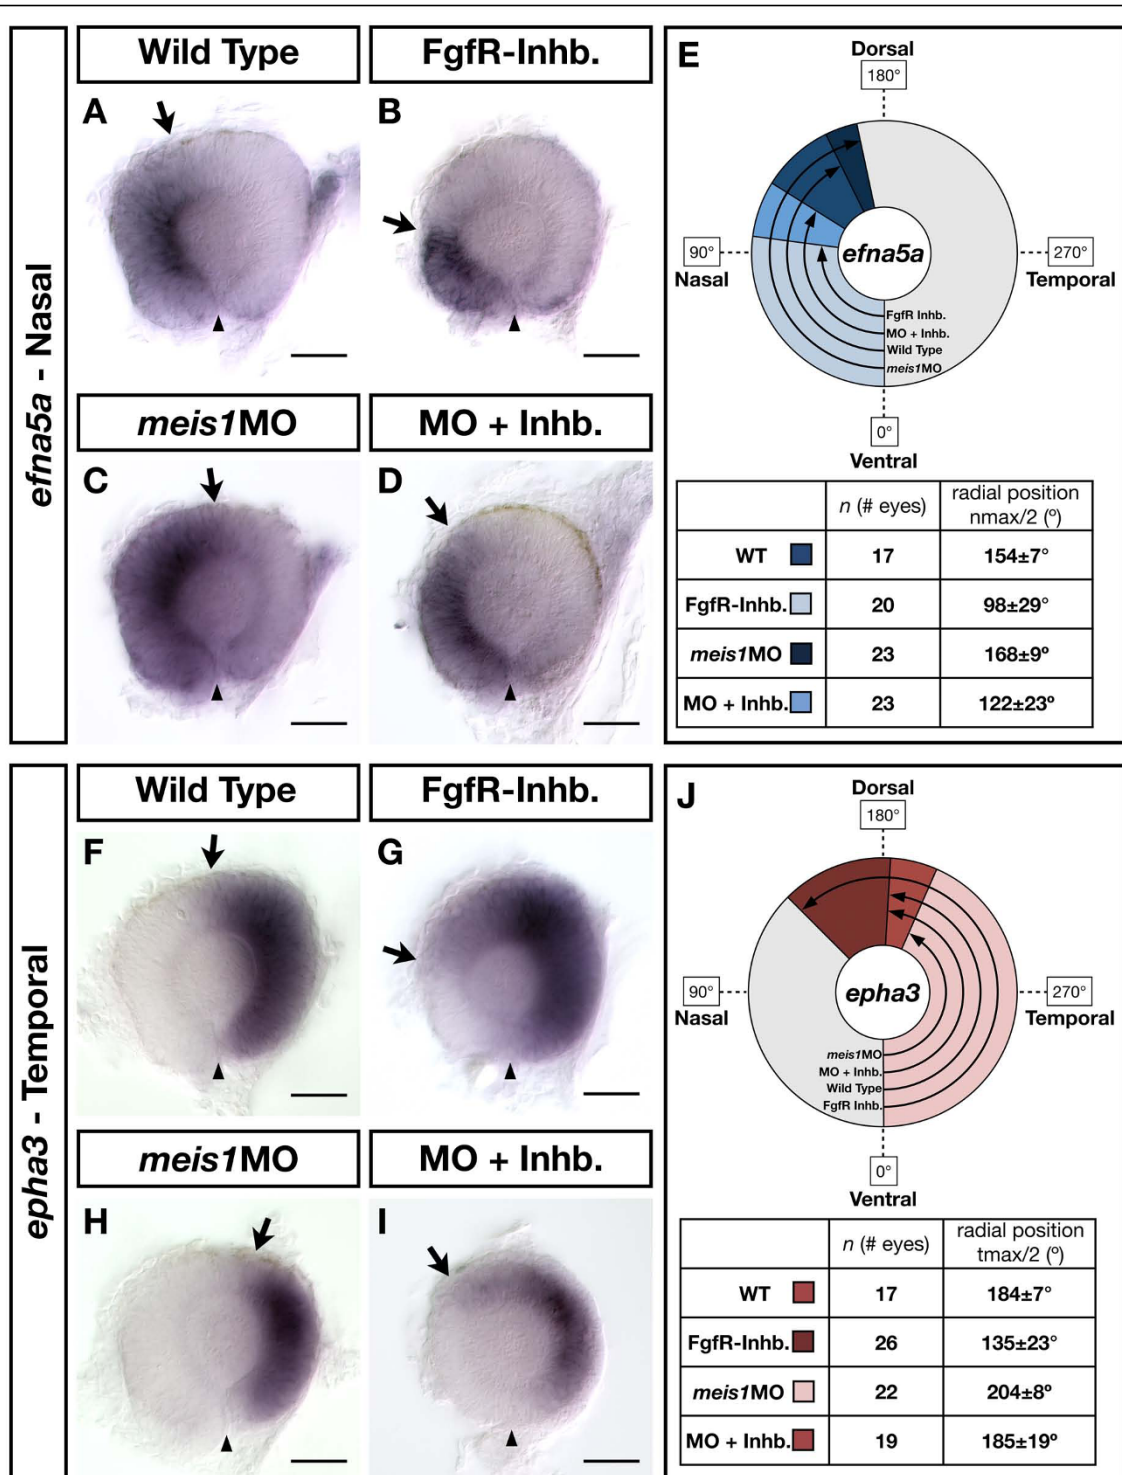 efna5a - Nasal
Wild Type
FgfR-Inhb.
A
B
meis1MO
MO + Inhb.
C
D
E
Dorsal
180°
90°
Nasal
efna5a
270°
Temporal
FgfR Inhb.
MO + Inhb.
Wild Type
meis1MO
0°
Ventral
n (# eyes) radial position nmax/2 (º)
WT 17 154±7°
FgfR-Inhb. 20 98±29°
meis1MO 23 168±9º
MO + Inhb. 23 122±23º
epha3 - Temporal
Wild Type
FgfR-Inhb.
F
G
meis1MO
MO + Inhb.
H
I
J
Dorsal
180°
90°
Nasal
epha3
270°
Temporal
meis1MO
MO + Inhb.
Wild Type
FgfR Inhb.
0°
Ventral
n (# eyes) radial position tmax/2 (º)
WT 17 184±7°
FgfR-Inhb. 26 135±23°
meis1MO 22 204±8º
MO + Inhb. 19 185±19º